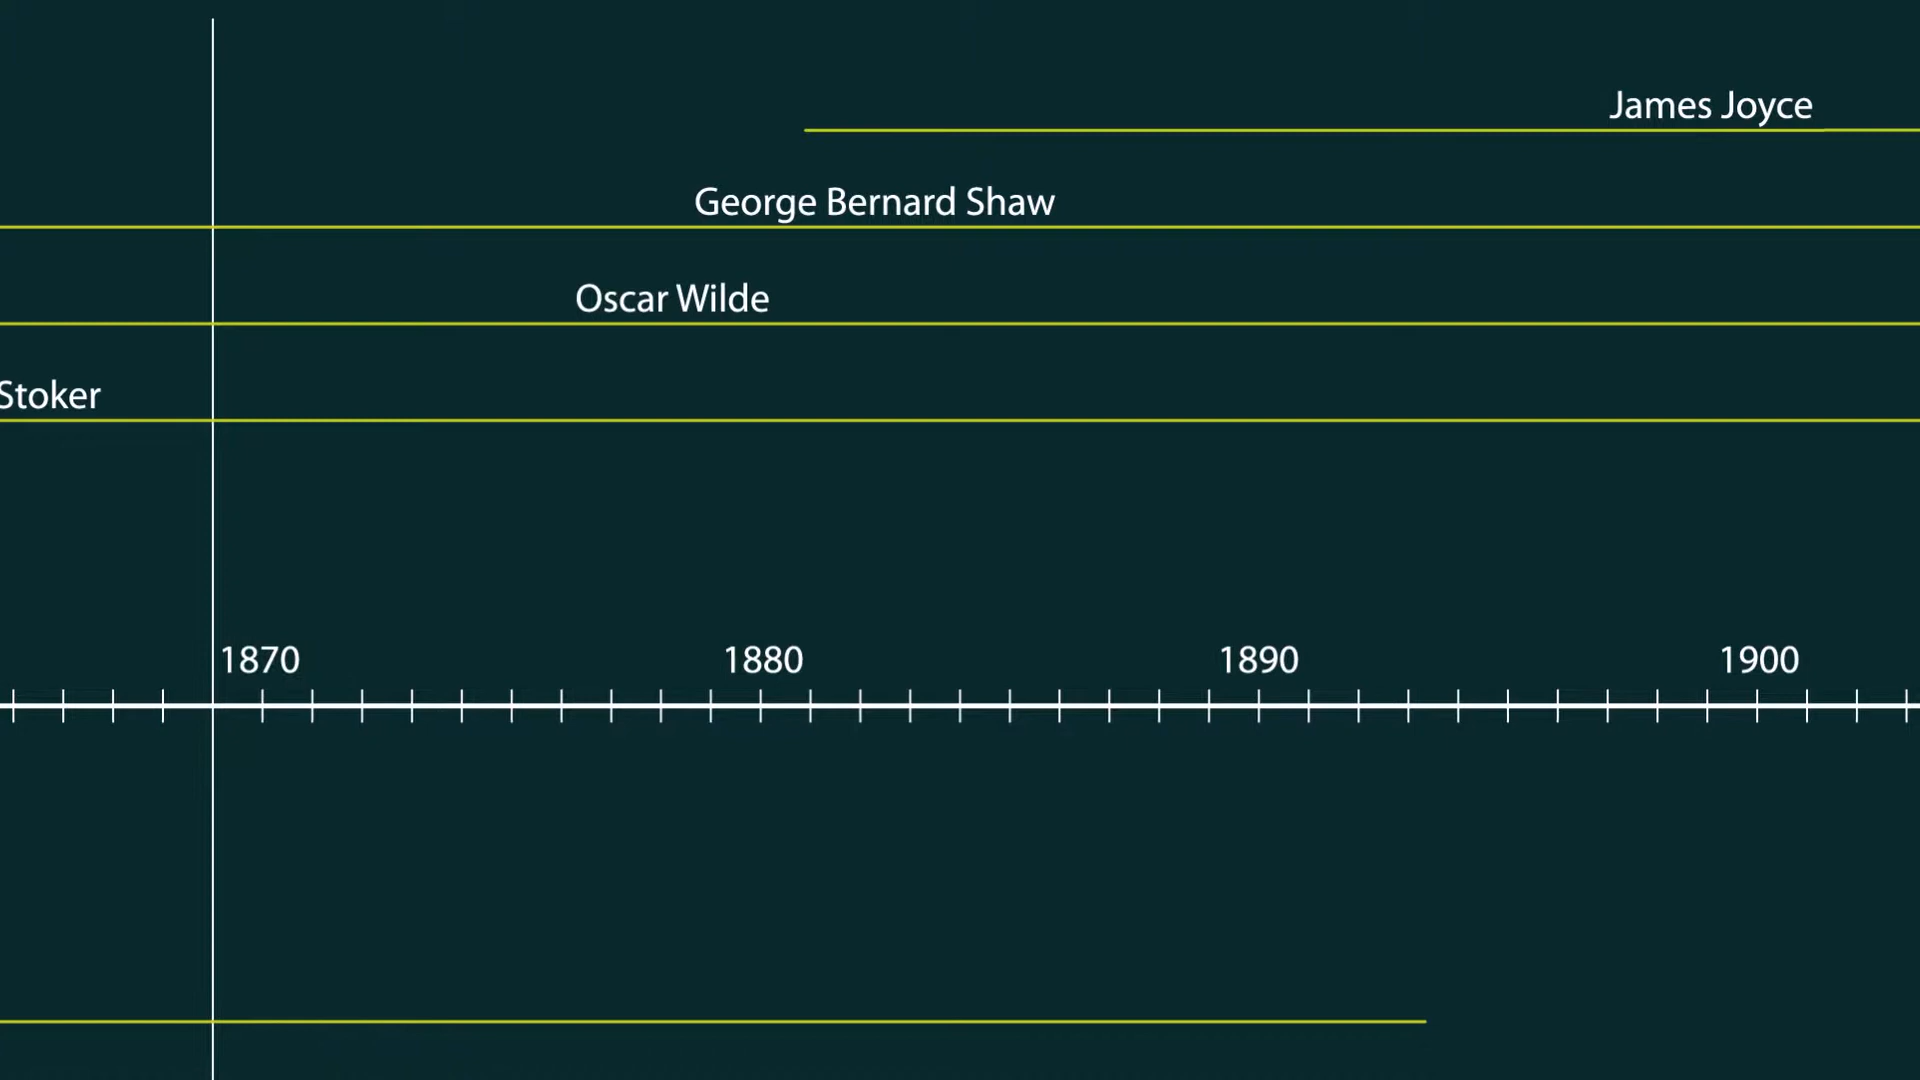 James Joyce
George Bernard Shaw
Oscar Wilde
Stoker
1870 1880 1890 1900